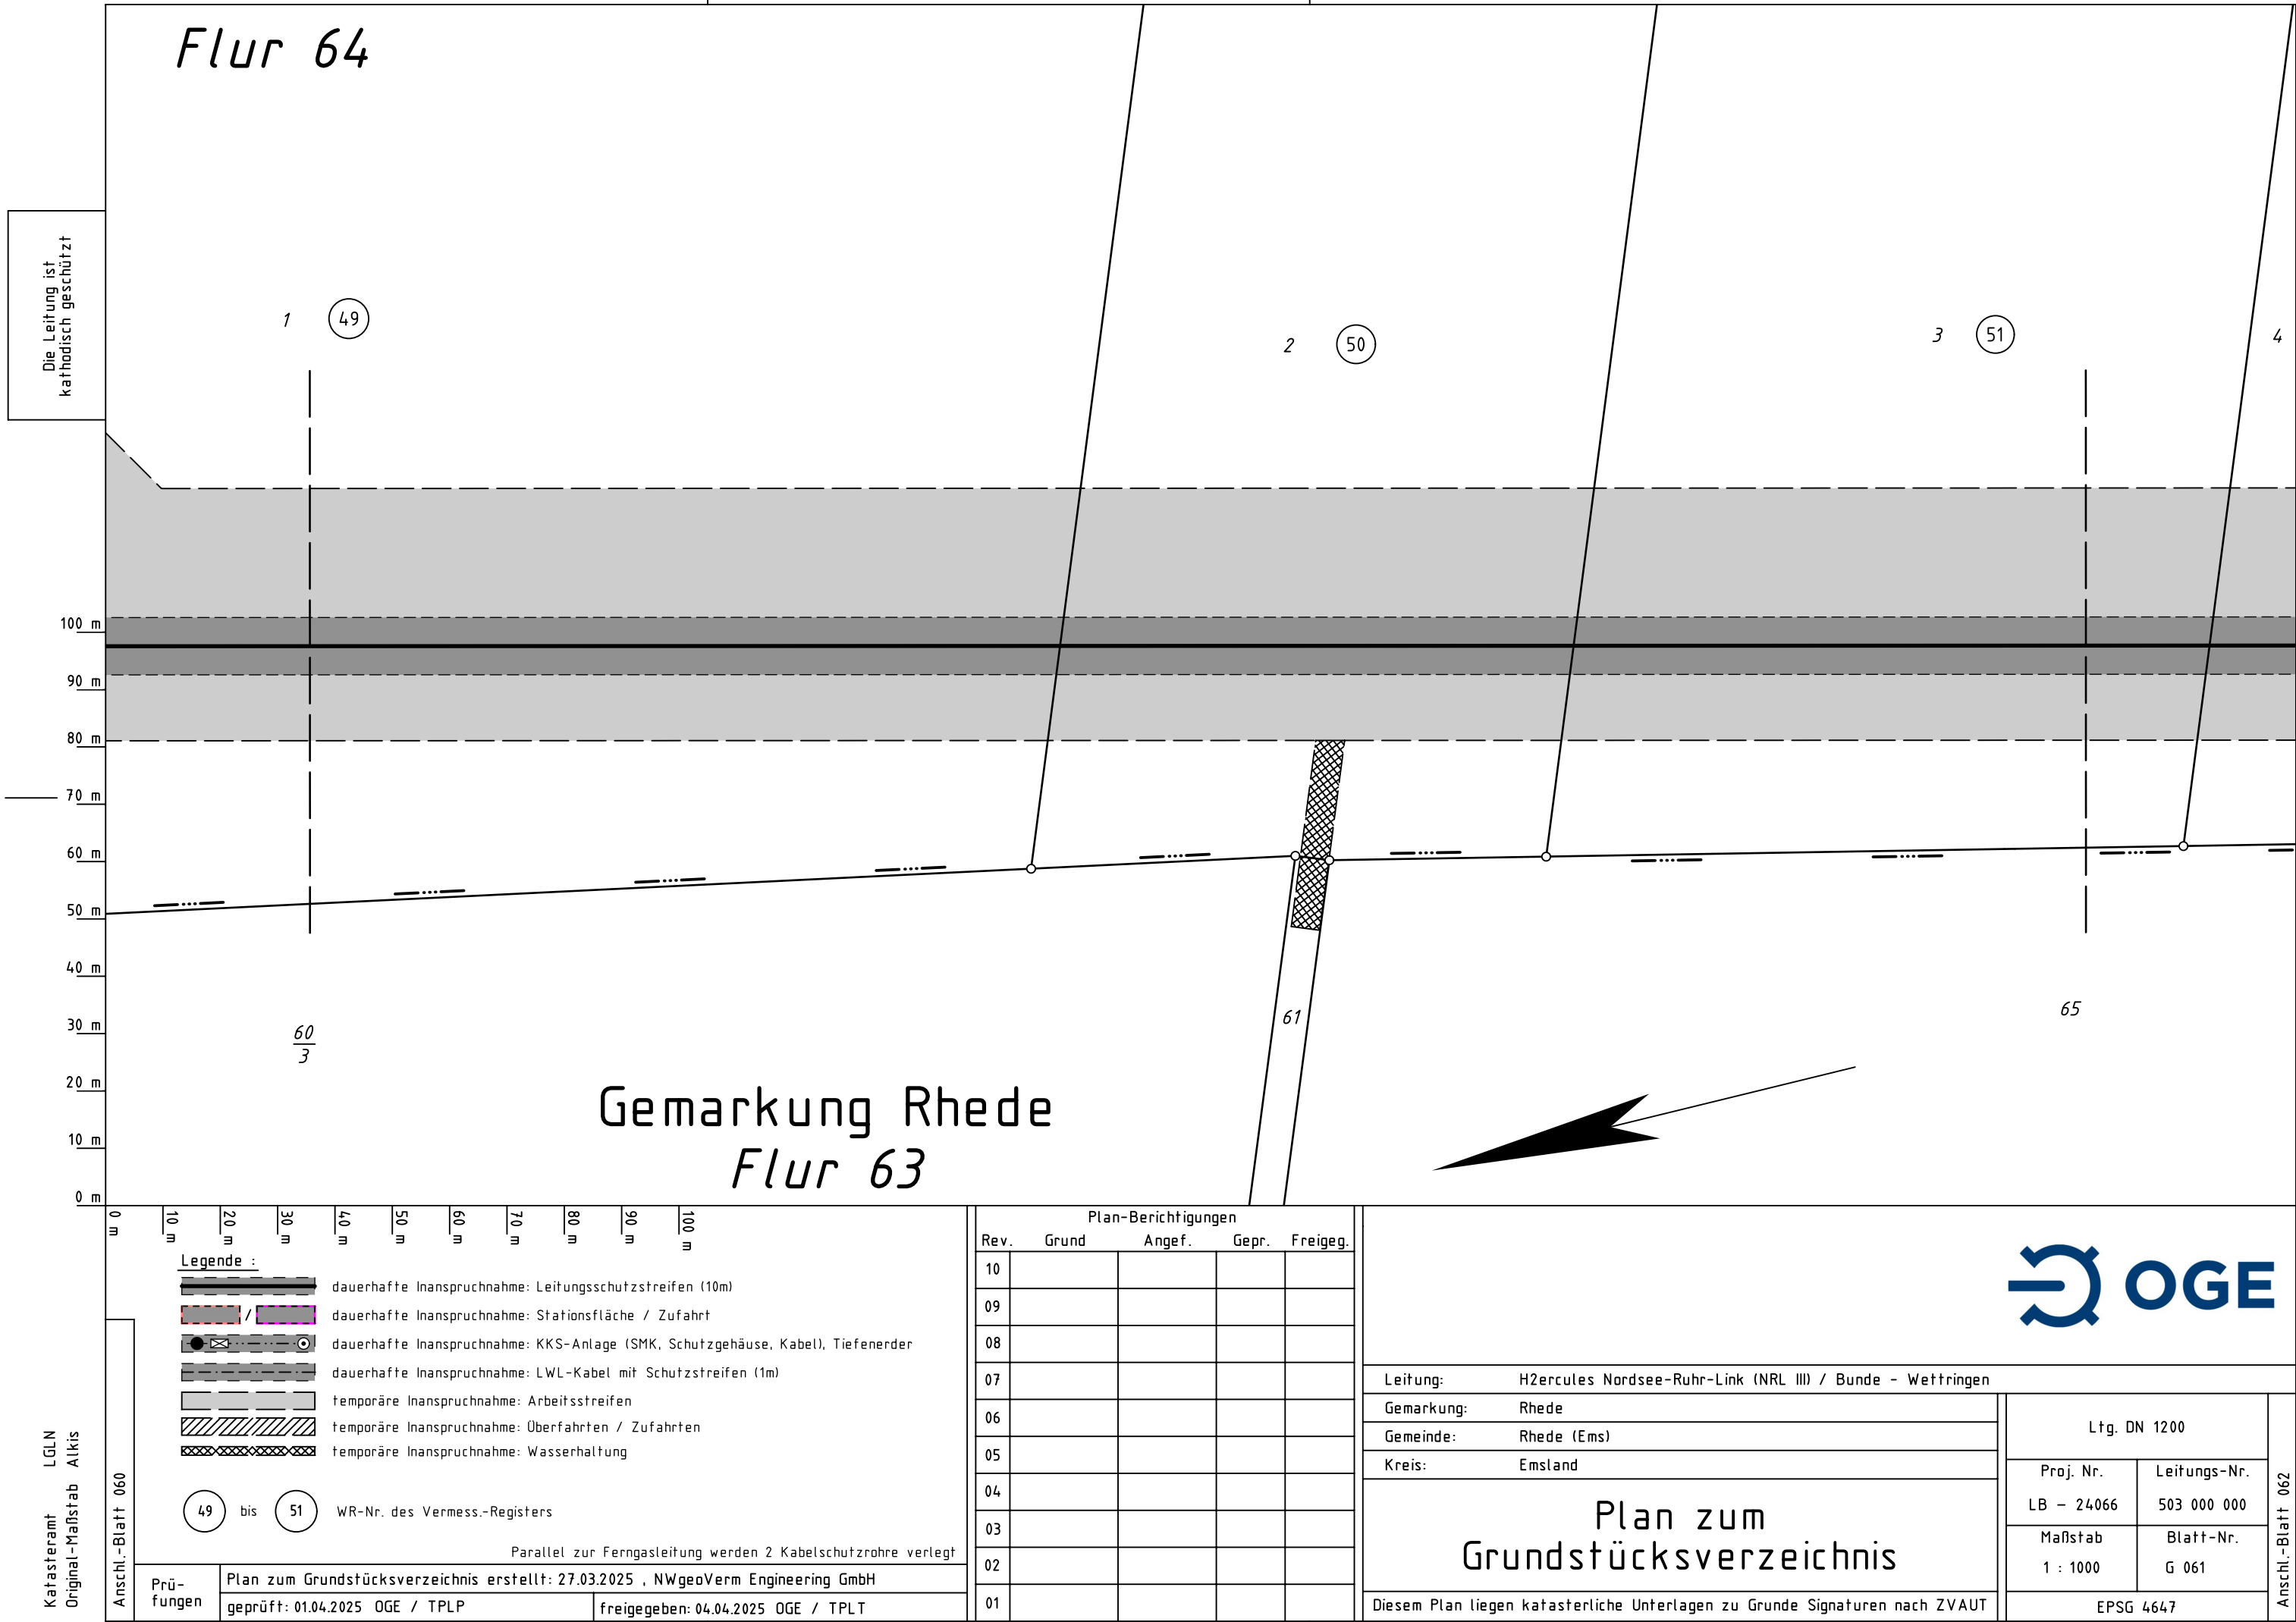 Flur 64
Die Leitung ist
kathodisch geschützt
1
49
2
50
3
51
4
100 m
90 m
80 m
70 m
60 m
50 m
40 m
30 m
20 m
10 m
0 m
60
3
61
65
Gemarkung Rhede
Flur 63
0 m
10 m
20 m
30 m
40 m
50 m
60 m
70 m
80 m
90 m
100 m
Legende :
dauerhafte Inanspruchnahme: Leitungsschutzstreifen (10m)
/
dauerhafte Inanspruchnahme: Stationsfläche / Zufahrt
dauerhafte Inanspruchnahme: KKS-Anlage (SMK, Schutzgehäuse, Kabel), Tiefenerder
dauerhafte Inanspruchnahme: LWL-Kabel mit Schutzstreifen (1m)
temporäre Inanspruchnahme: Arbeitsstreifen
temporäre Inanspruchnahme: Überfahrten / Zufahrten
temporäre Inanspruchnahme: Wasserhaltung
49 bis 51 WR-Nr. des Vermess.-Registers
Parallel zur Ferngasleitung werden 2 Kabelschutzrohre verlegt
Katasteramt LGLN
Original-Maßstab Alkis
Anschl.-Blatt 060
Prü-
fungen
Plan zum Grundstücksverzeichnis erstellt: 27.03.2025 , NWgeoVerm Engineering GmbH
geprüft: 01.04.2025 OGE / TPLP
freigegeben: 04.04.2025 OGE / TPLT
Plan-Berichtigungen
Rev. Grund Angef. Gepr. Freigeg.
10
09
08
07
06
05
04
03
02
01
OGE
Leitung: H2ercules Nordsee-Ruhr-Link (NRL III) / Bunde - Wettringen
Gemarkung: Rhede
Gemeinde: Rhede (Ems)
Kreis: Emsland
Plan zum
Grundstücksverzeichnis
Diesem Plan liegen katasterliche Unterlagen zu Grunde Signaturen nach ZVAUT
Ltg. DN 1200
Proj. Nr.
LB – 24066
Leitungs-Nr.
503 000 000
Maßstab
1 : 1000
Blatt-Nr.
G 061
EPSG 4647
Anschl.-Blatt 062